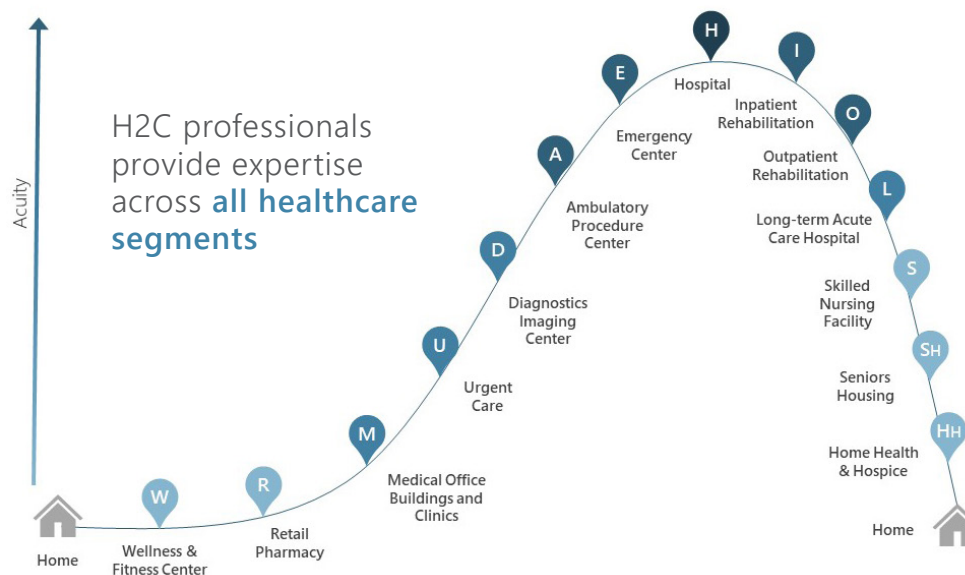 H2C professionals
provide expertise
across all healthcare
segments
Acuity
Home
W
Wellness &
Fitness Center
R
Retail
Pharmacy
M
Medical Office
Buildings and
Clinics
U
Urgent
Care
D
Diagnostics
Imaging
Center
A
Ambulatory
Procedure
Center
E
Emergency
Center
H
Hospital
I
Inpatient
Rehabilitation
O
Outpatient
Rehabilitation
L
Long-term Acute
Care Hospital
S
Skilled
Nursing
Facility
SH
Seniors
Housing
HH
Home Health
& Hospice
Home